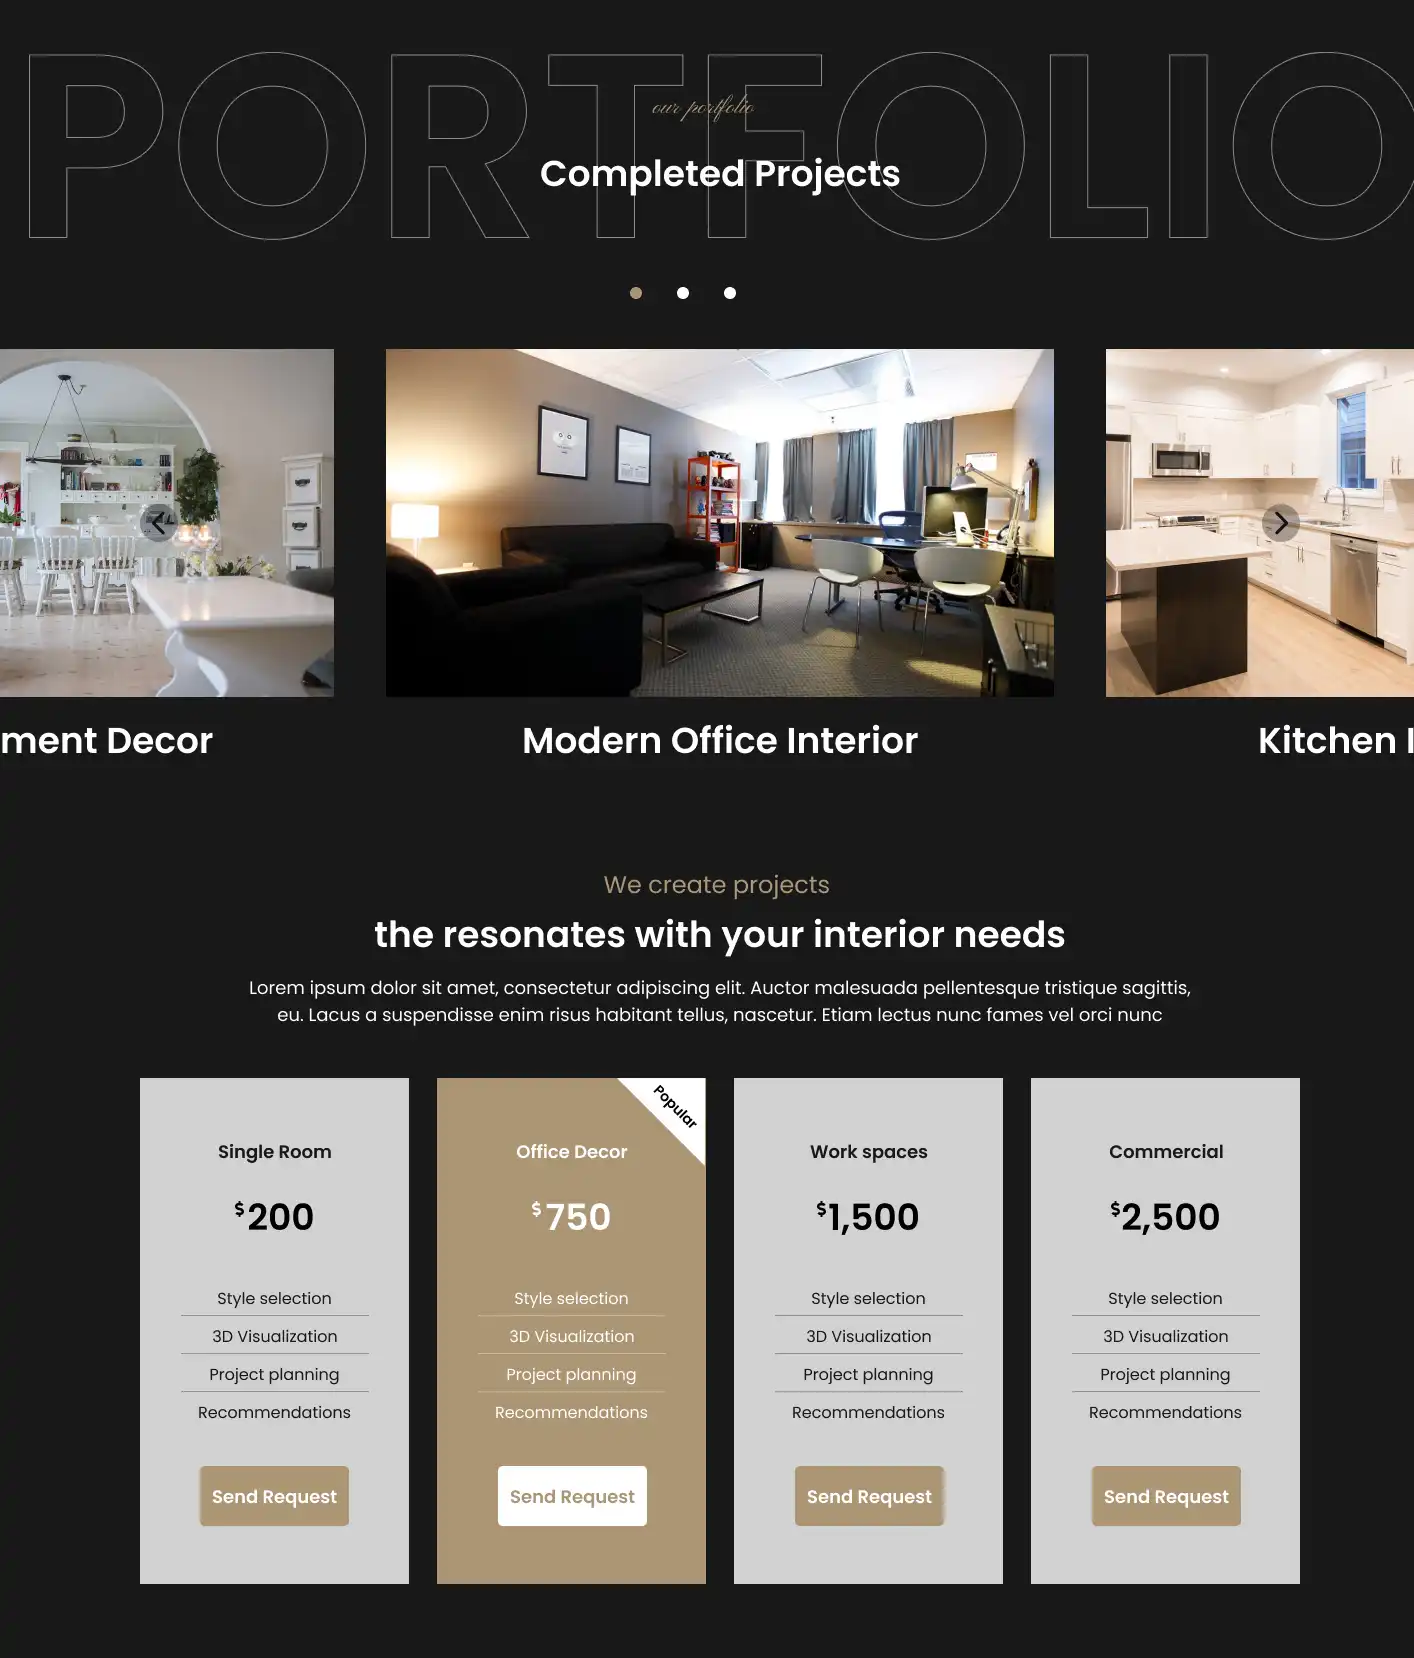 PORTFOLIO
our portfolio
Completed Projects
ment Decor
Modern Office Interior
Kitchen
We create projects
the resonates with your interior needs
Lorem ipsum dolor sit amet, consectetur adipiscing elit. Auctor malesuada pellentesque tristique sagittis,
eu. Lacus a suspendisse enim risus habitant tellus, nascetur. Etiam lectus nunc fames vel orci nunc
Single Room
$200
Style selection
3D Visualization
Project planning
Recommendations
Send Request
Popular
Office Decor
$750
Style selection
3D Visualization
Project planning
Recommendations
Send Request
Work spaces
$1,500
Style selection
3D Visualization
Project planning
Recommendations
Send Request
Commercial
$2,500
Style selection
3D Visualization
Project planning
Recommendations
Send Request